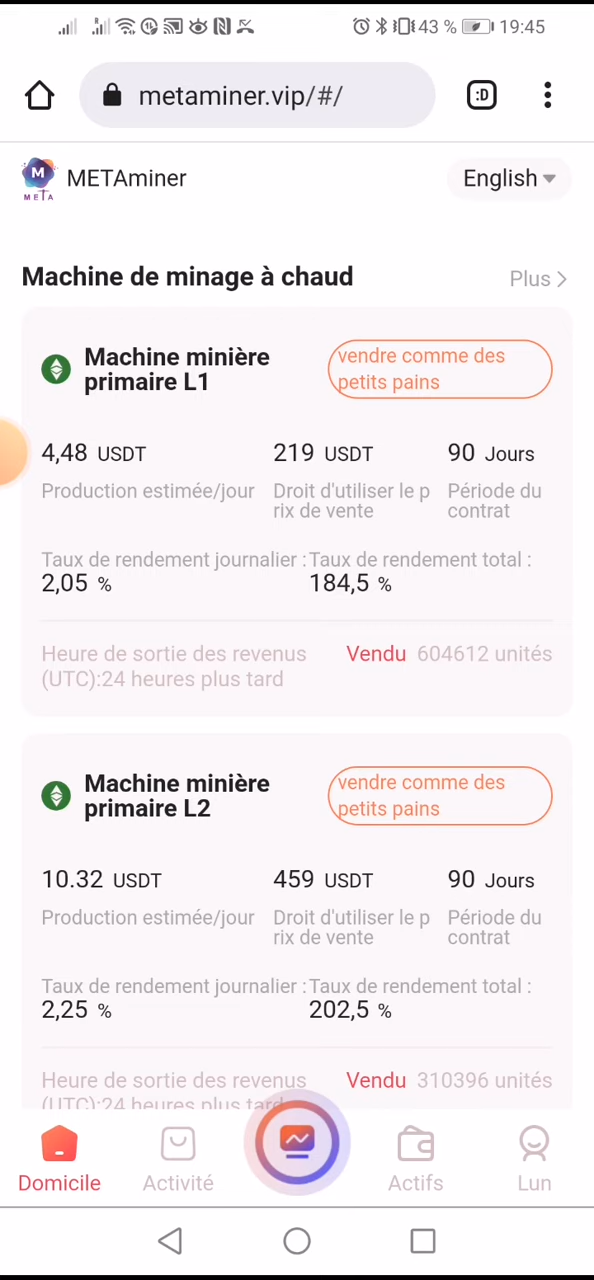 43 % 19:45
:D
metaminer.vip/#/
M
META
METAminer
English
Machine de minage à chaud
Plus
Machine minière
primaire L1
vendre comme des
petits pains
4,48 USDT
219 USDT
90 Jours
Production estimée/jour
Droit d'utiliser le p
rix de vente
Période du
contrat
Taux de rendement journalier :
Taux de rendement total :
2,05 %
184,5 %
Heure de sortie des revenus
(UTC):24 heures plus tard
Vendu 604612 unités
Machine minière
primaire L2
vendre comme des
petits pains
10.32 USDT
459 USDT
90 Jours
Production estimée/jour
Droit d'utiliser le p
rix de vente
Période du
contrat
Taux de rendement journalier :
Taux de rendement total :
2,25 %
202,5 %
Heure de sortie des revenus
(UTC):24 heures plus tard
Vendu 310396 unités
Domicile
Activité
Actifs
Lun